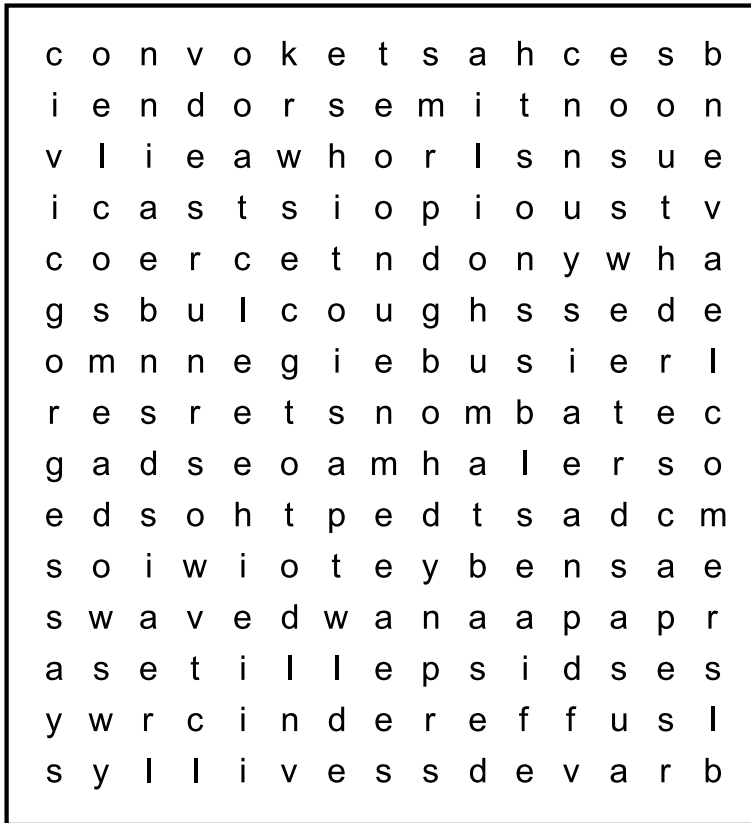 c o n v o k e t s a h c e s b
i e n d o r s e m i t n o o n
v l i e a w h o r l s n s u e
i c a s t s i o p i o u s t v
c o e r c e t n d o n y w h a
g s b u l c o u g h s s e d e
o m n n e g i e b u s i e r l
r e s r e t s n o m b a t e c
g a d s e o a m h a l e r s o
e d s o h t p e d t s a d c m
s o i w i o t e y b e n s a e
s w a v e d w a n a a p a p r
a s e t i l l e p s i d s e s
y w r c i n d e r e f f u s l
s y l l i v e s s d e v a r b